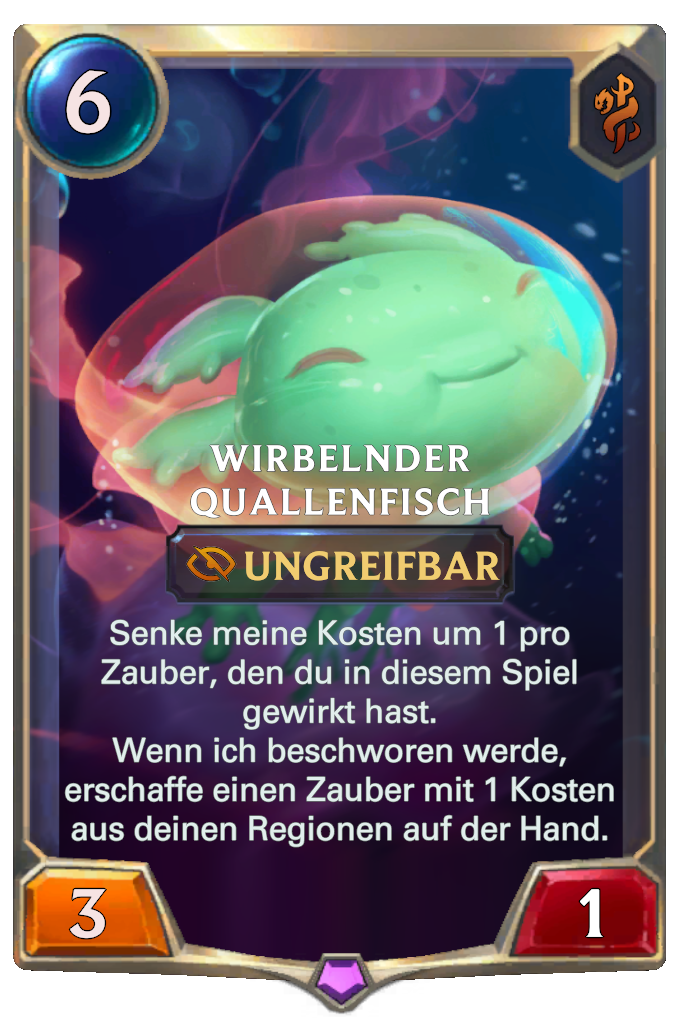 6
WIRBELNDER
QUALLENFISCH
UNGREIFBAR
Senke meine Kosten um 1 pro
Zauber, den du in diesem Spiel
gewirkt hast.
Wenn ich beschworen werde,
erschaffe einen Zauber mit 1 Kosten
aus deinen Regionen auf der Hand.
3
1